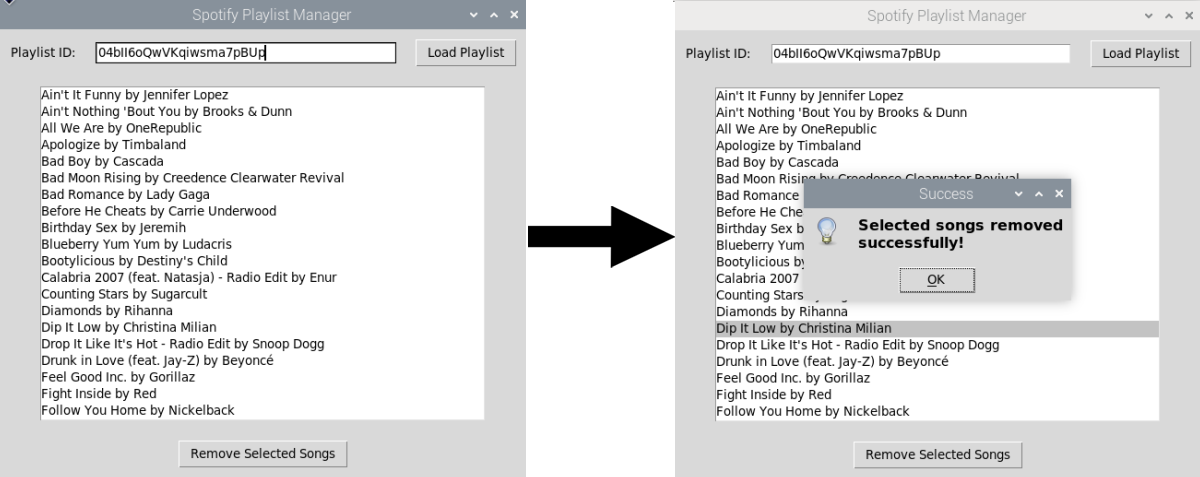 Spotify Playlist Manager
Playlist ID: 04bII6oQwVKqiwsma7pBUp Load Playlist
Ain't It Funny by Jennifer Lopez
Ain't Nothing 'Bout You by Brooks & Dunn
All We Are by OneRepublic
Apologize by Timbaland
Bad Boy by Cascada
Bad Moon Rising by Creedence Clearwater Revival
Bad Romance by Lady Gaga
Before He Cheats by Carrie Underwood
Birthday Sex by Jeremih
Blueberry Yum Yum by Ludacris
Bootylicious by Destiny's Child
Calabria 2007 (feat. Natasja) - Radio Edit by Enur
Counting Stars by Sugarcult
Diamonds by Rihanna
Dip It Low by Christina Milian
Drop It Like It's Hot - Radio Edit by Snoop Dogg
Drunk in Love (feat. Jay-Z) by Beyoncé
Feel Good Inc. by Gorillaz
Fight Inside by Red
Follow You Home by Nickelback
Remove Selected Songs
Spotify Playlist Manager
Playlist ID: 04bII6oQwVKqiwsma7pBUp Load Playlist
Ain't It Funny by Jennifer Lopez
Ain't Nothing 'Bout You by Brooks & Dunn
All We Are by OneRepublic
Apologize by Timbaland
Bad Boy by Cascada
Bad Moon Rising by Creedence Clearwater Revival
Bad Romance
Before He Che
Birthday Sex b
Blueberry Yum
Bootylicious by
Calabria 2007
Counting Stars
Diamonds by Rihanna
Dip It Low by Christina Milian
Drop It Like It's Hot - Radio Edit by Snoop Dogg
Drunk in Love (feat. Jay-Z) by Beyoncé
Feel Good Inc. by Gorillaz
Fight Inside by Red
Follow You Home by Nickelback
Success
Selected songs removed
successfully!
OK
Remove Selected Songs